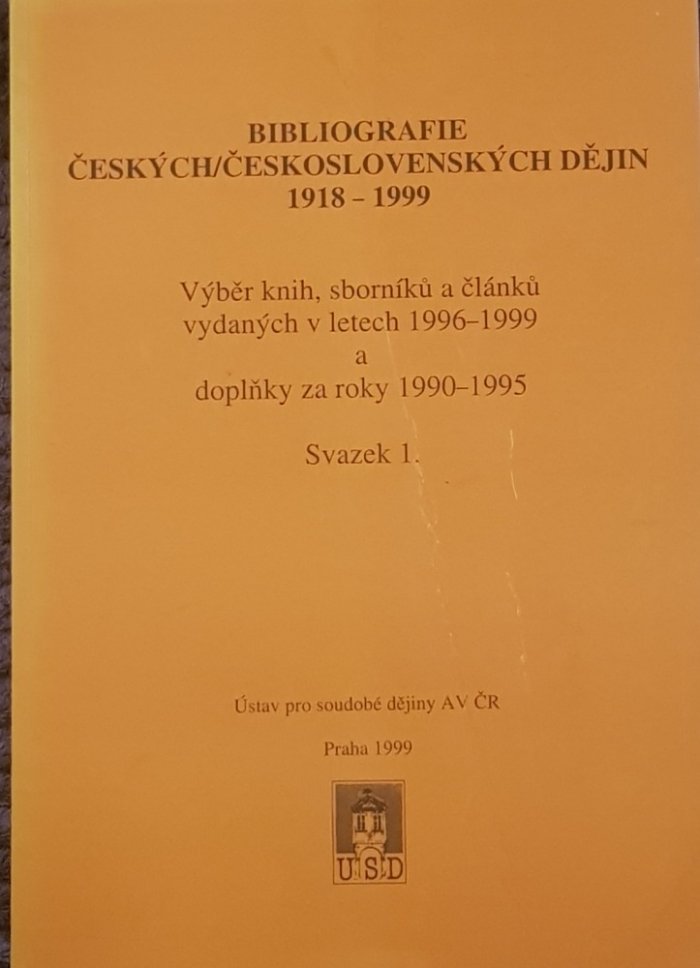 BIBLIOGRAFIE
ČESKÝCH/ČESKOSLOVENSKÝCH DĚJIN
1918 – 1999
Výběr knih, sborníků a článků
vydaných v letech 1996–1999
a
doplňky za roky 1990–1995
Svazek 1.
Ústav pro soudobé dějiny AV ČR
Praha 1999
USD